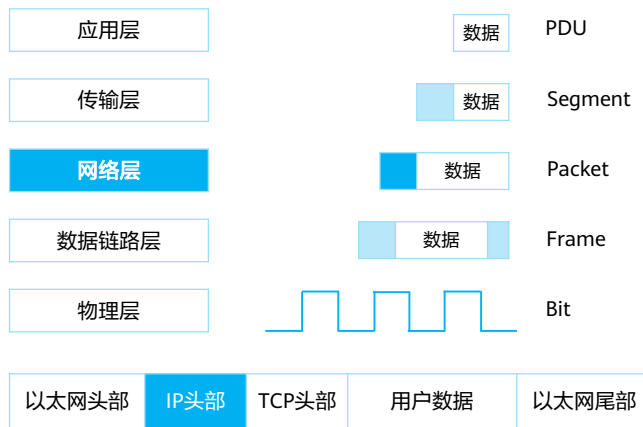 应用层 数据 PDU
传输层 数据 Segment
网络层 数据 Packet
数据链路层 数据 Frame
物理层 Bit
以太网头部 IP头部 TCP头部 用户数据 以太网尾部